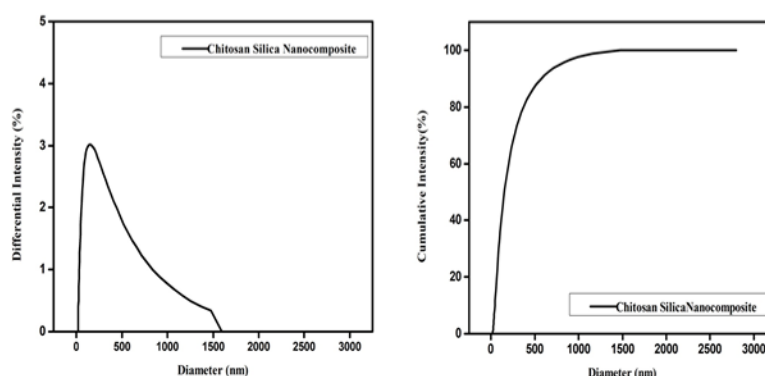 5
4
3
2
1
0
Differential Intensity (%)
Chitosan Silica Nanocomposite
0 500 1000 1500 2000 2500 3000
Diameter (nm)
100
80
60
40
20
0
Cumulative Intensity(%)
Chitosan SilicaNanocomposite
0 500 1000 1500 2000 2500 3000
Diameter (nm)